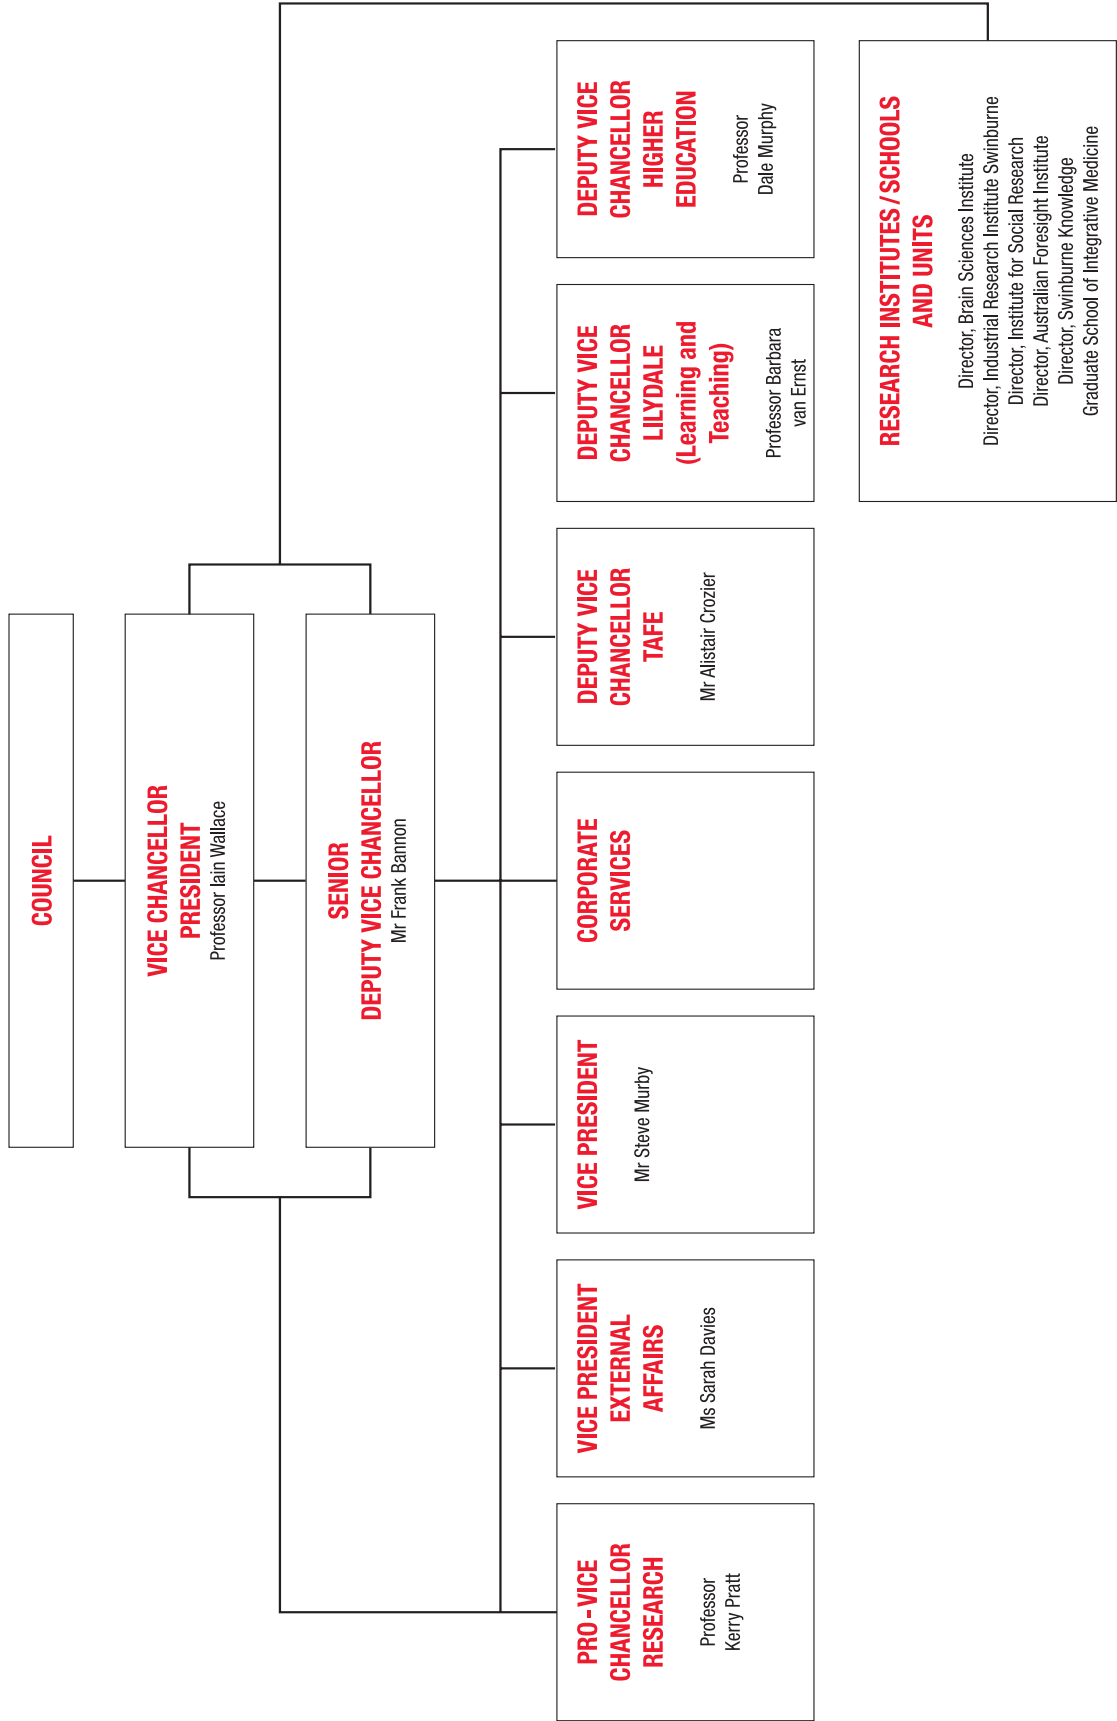 COUNCIL
VICE CHANCELLOR
PRESIDENT
Professor Iain Wallace
SENIOR
DEPUTY VICE CHANCELLOR
Mr Frank Bannon
PRO-VICE
CHANCELLOR
RESEARCH
Professor
Kerry Pratt
VICE PRESIDENT
EXTERNAL
AFFAIRS
Ms Sarah Davies
VICE PRESIDENT
Mr Steve Murby
CORPORATE
SERVICES
DEPUTY VICE
CHANCELLOR
TAFE
Mr Alistair Crozier
DEPUTY VICE
CHANCELLOR
LILYDALE
(Learning and
Teaching)
Professor Barbara
van Ernst
DEPUTY VICE
CHANCELLOR
HIGHER
EDUCATION
Professor
Dale Murphy
RESEARCH INSTITUTES/SCHOOLS
AND UNITS
Director, Brain Sciences Institute
Director, Industrial Research Institute Swinburne
Director, Institute for Social Research
Director, Australian Foresight Institute
Director, Swinburne Knowledge
Graduate School of Integrative Medicine